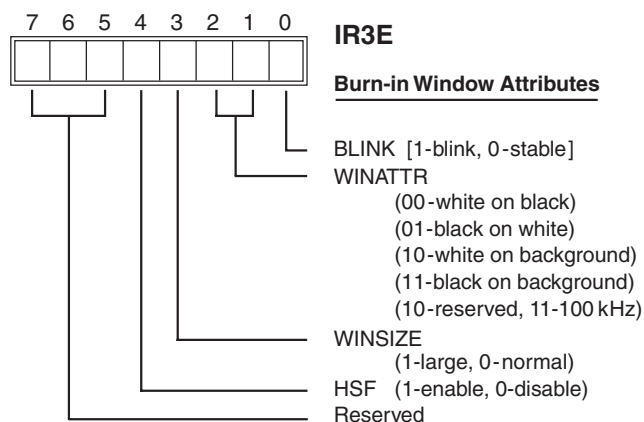 7 6 5 4 3 2 1 0
IR3E
Burn-in Window Attributes
BLINK [1-blink, 0-stable]
WINATTR
(00-white on black)
(01-black on white)
(10-white on background)
(11-black on background)
(10-reserved, 11-100 kHz)
WINSIZE
(1-large, 0-normal)
HSF (1-enable, 0-disable)
Reserved